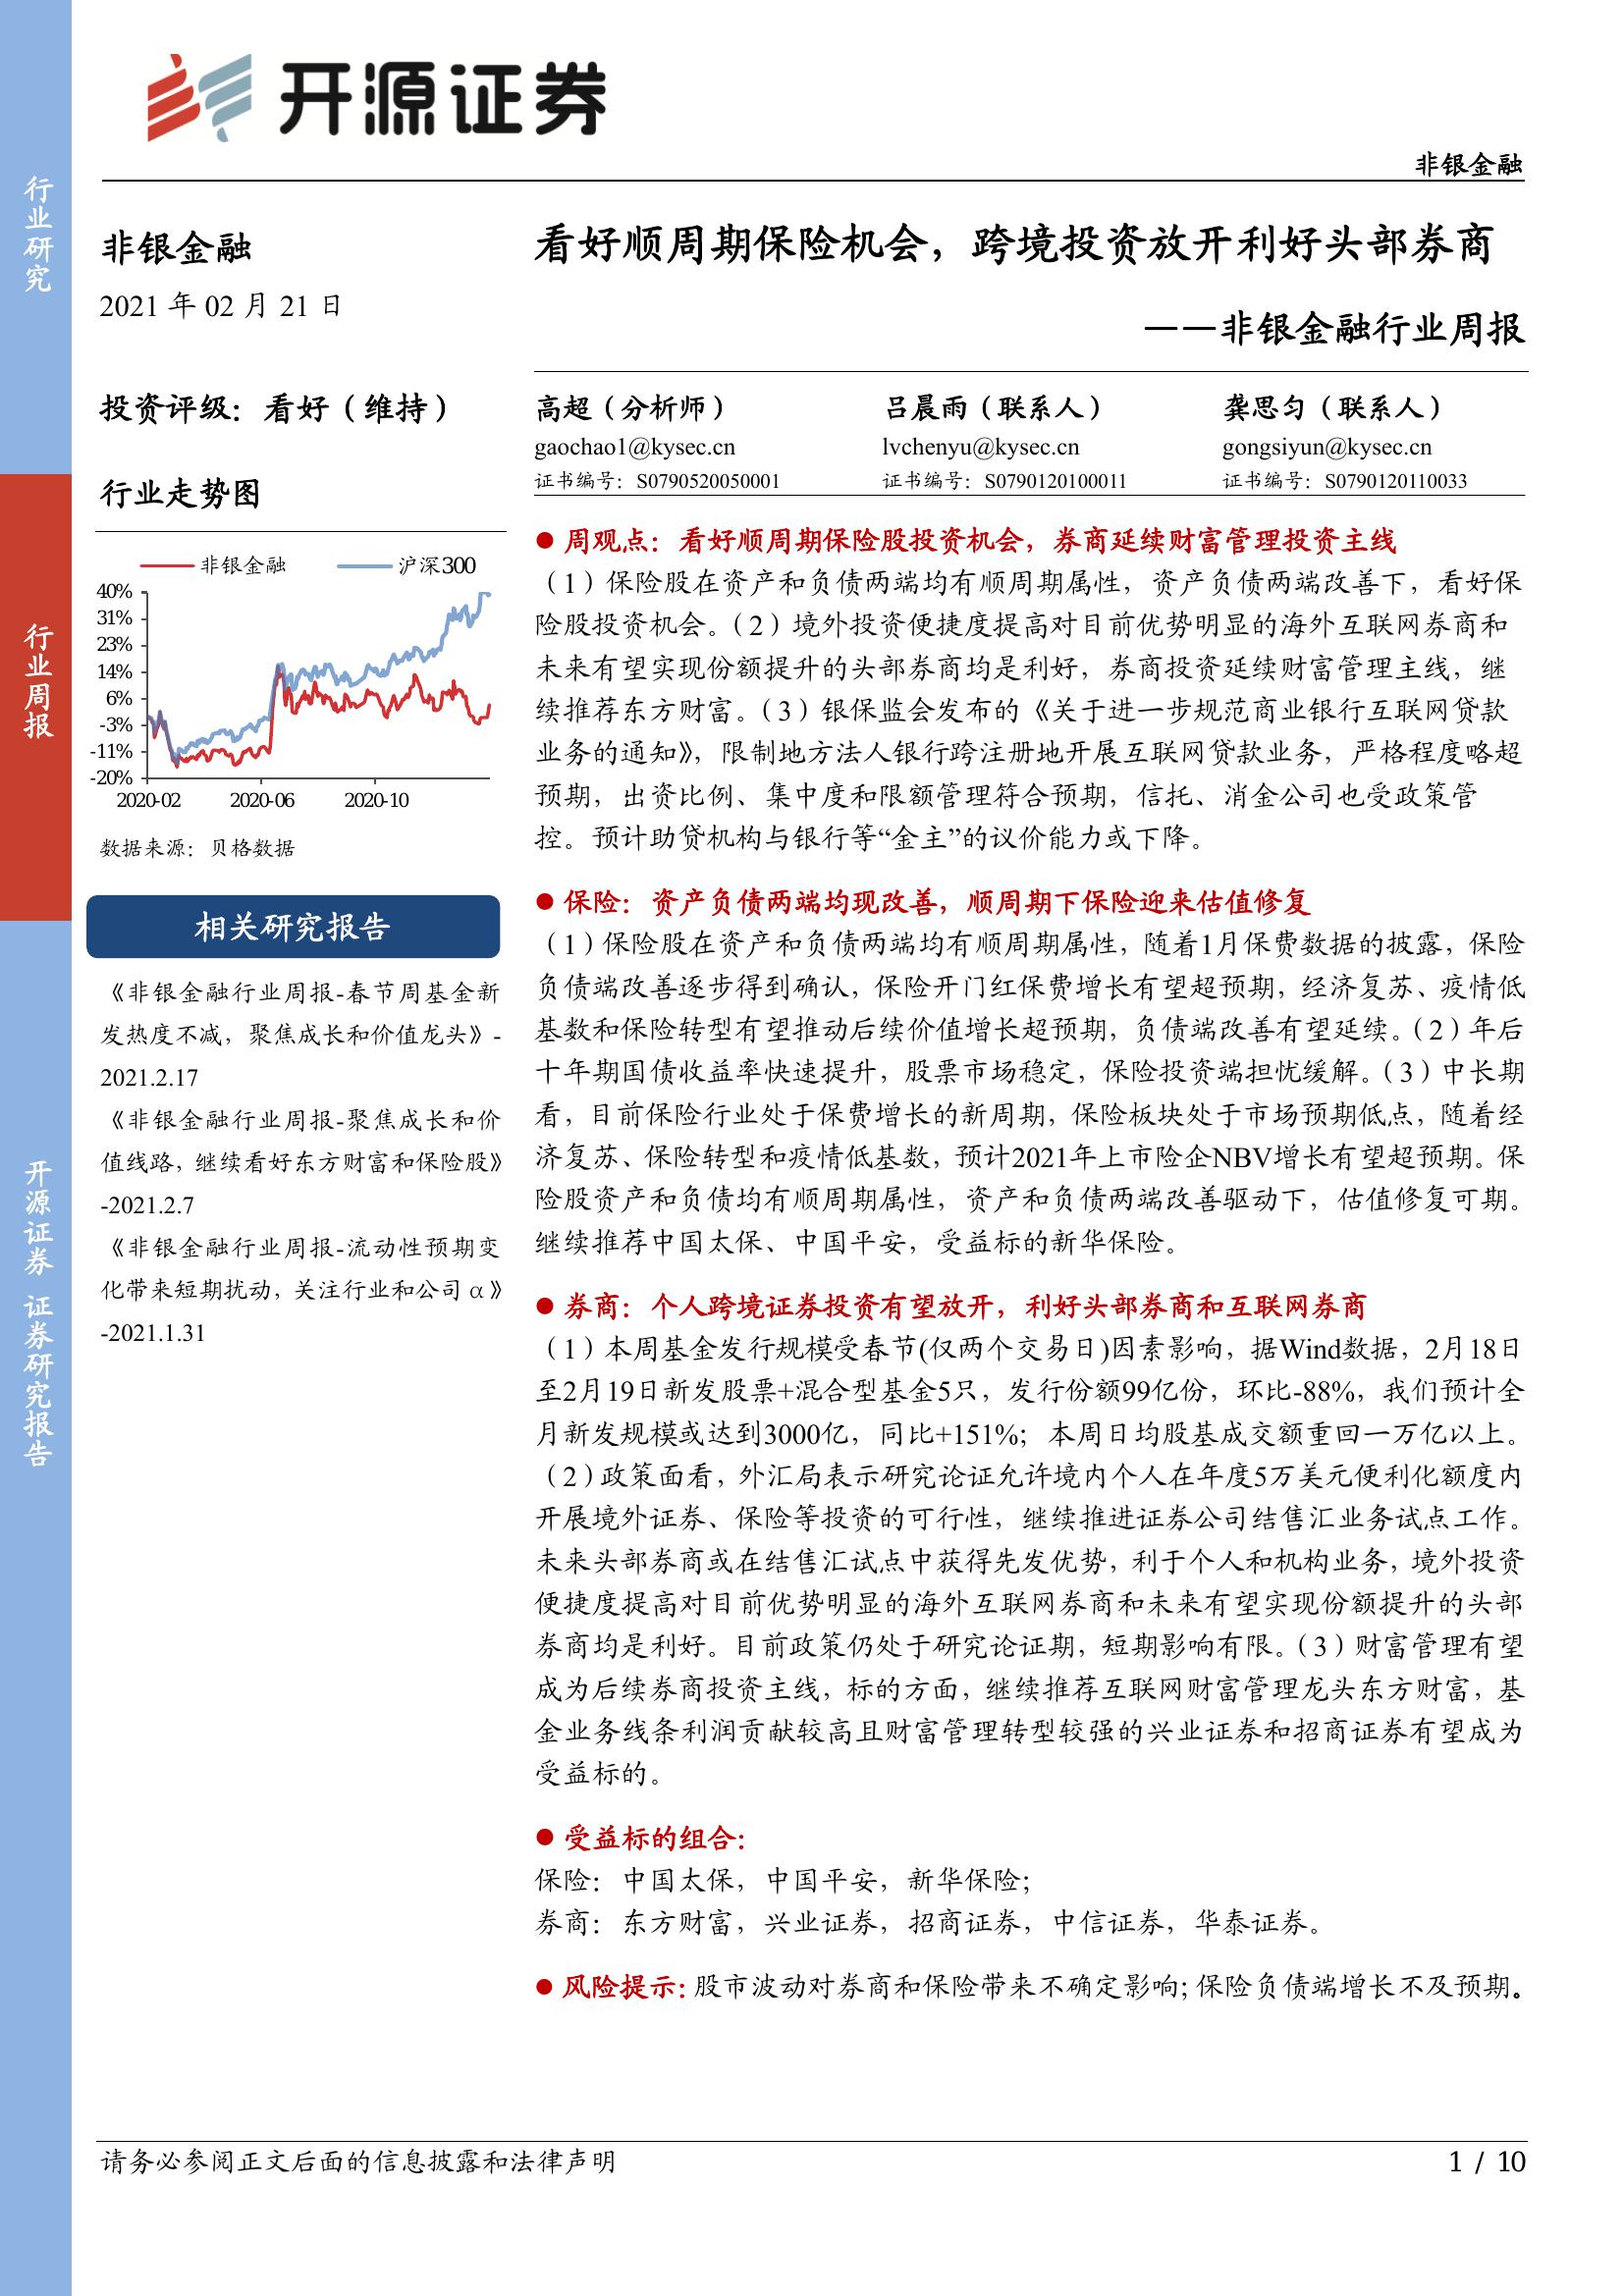 开源证券
非银金融
行业研究
行业周报
开源证券 证券研究报告
非银金融
2021 年 02 月 21 日
投资评级：看好（维持）
行业走势图
非银金融 沪深300
40%
31%
23%
14%
6%
-3%
-11%
-20%
2020-02 2020-06 2020-10
数据来源：贝格数据
相关研究报告
《非银金融行业周报-春节周基金新
发热度不减，聚焦成长和价值龙头》-
2021.2.17
《非银金融行业周报-聚焦成长和价
值线路，继续看好东方财富和保险股》
-2021.2.7
《非银金融行业周报-流动性预期变
化带来短期扰动，关注行业和公司 α》
-2021.1.31
看好顺周期保险机会，跨境投资放开利好头部券商
——非银金融行业周报
高超（分析师） 吕晨雨（联系人） 龚思匀（联系人）
gaochao1@kysec.cn lvchenyu@kysec.cn gongsiyun@kysec.cn
证书编号：S0790520050001 证书编号：S0790120100011 证书编号：S0790120110033
● 周观点：看好顺周期保险股投资机会，券商延续财富管理投资主线
（1）保险股在资产和负债两端均有顺周期属性，资产负债两端改善下，看好保
险股投资机会。（2）境外投资便捷度提高对目前优势明显的海外互联网券商和
未来有望实现份额提升的头部券商均是利好，券商投资延续财富管理主线，继
续推荐东方财富。（3）银保监会发布的《关于进一步规范商业银行互联网贷款
业务的通知》，限制地方法人银行跨注册地开展互联网贷款业务，严格程度略超
预期，出资比例、集中度和限额管理符合预期，信托、消金公司也受政策管
控。预计助贷机构与银行等“金主”的议价能力或下降。
● 保险：资产负债两端均现改善，顺周期下保险迎来估值修复
（1）保险股在资产和负债两端均有顺周期属性，随着1月保费数据的披露，保险
负债端改善逐步得到确认，保险开门红保费增长有望超预期，经济复苏、疫情低
基数和保险转型有望推动后续价值增长超预期，负债端改善有望延续。（2）年后
十年期国债收益率快速提升，股票市场稳定，保险投资端担忧缓解。（3）中长期
看，目前保险行业处于保费增长的新周期，保险板块处于市场预期低点，随着经
济复苏、保险转型和疫情低基数，预计2021年上市险企NBV增长有望超预期。保
险股资产和负债均有顺周期属性，资产和负债两端改善驱动下，估值修复可期。
继续推荐中国太保、中国平安，受益标的新华保险。
● 券商：个人跨境证券投资有望放开，利好头部券商和互联网券商
（1）本周基金发行规模受春节(仅两个交易日)因素影响，据Wind数据，2月18日
至2月19日新发股票+混合型基金5只，发行份额99亿份，环比-88%，我们预计全
月新发规模或达到3000亿，同比+151%；本周日均股基成交额重回一万亿以上。
（2）政策面看，外汇局表示研究论证允许境内个人在年度5万美元便利化额度内
开展境外证券、保险等投资的可行性，继续推进证券公司结售汇业务试点工作。
未来头部券商或在结售汇试点中获得先发优势，利于个人和机构业务，境外投资
便捷度提高对目前优势明显的海外互联网券商和未来有望实现份额提升的头部
券商均是利好。目前政策仍处于研究论证期，短期影响有限。（3）财富管理有望
成为后续券商投资主线，标的方面，继续推荐互联网财富管理龙头东方财富，基
金业务线条利润贡献较高且财富管理转型较强的兴业证券和招商证券有望成为
受益标的。
● 受益标的组合：
保险：中国太保，中国平安，新华保险；
券商：东方财富，兴业证券，招商证券，中信证券，华泰证券。
● 风险提示：股市波动对券商和保险带来不确定影响；保险负债端增长不及预期。
请务必参阅正文后面的信息披露和法律声明 1 / 10